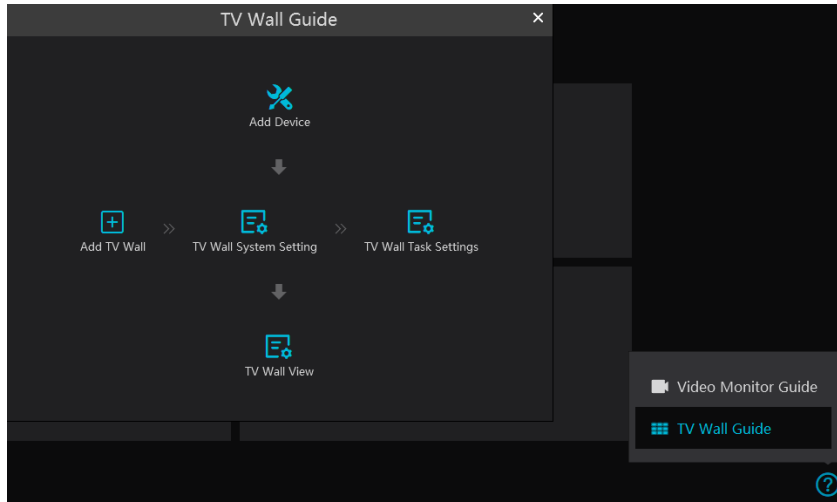 TV Wall Guide
Add Device
Add TV Wall
TV Wall System Setting
TV Wall Task Settings
TV Wall View
Video Monitor Guide
TV Wall Guide